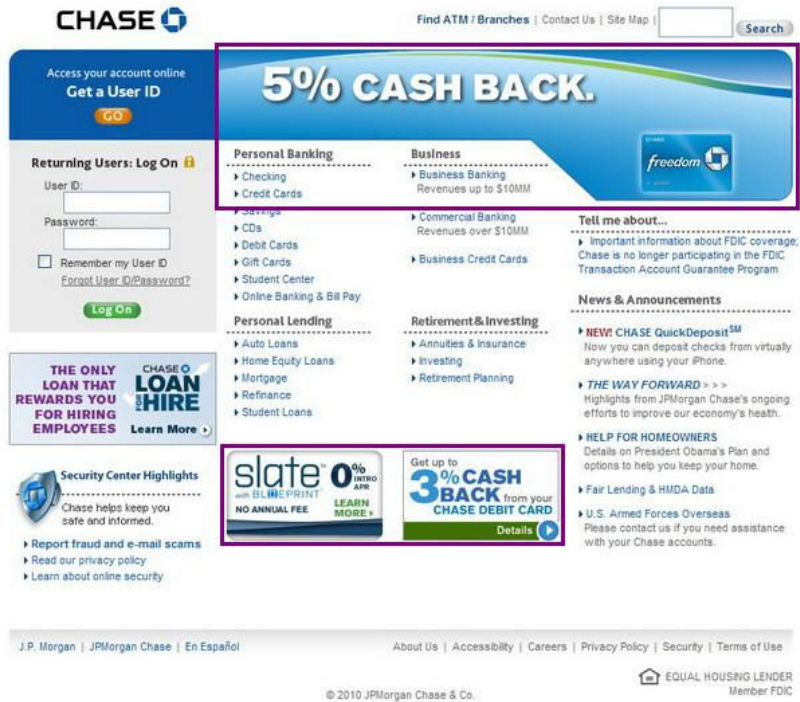 CHASE
Find ATM / Branches | Contact Us | Site Map |
Search
Access your account online
Get a User ID
GO
5% CASH BACK.
CHASE
freedom
Returning Users: Log On
User ID:
Password:
Remember my User ID
Forgot User ID/Password?
Log On
Personal Banking
Checking
Credit Cards
Savings
CDs
Debit Cards
Gift Cards
Student Center
Online Banking & Bill Pay
Business
Business Banking
Revenues up to $10MM
Commercial Banking
Revenues over $10MM
Business Credit Cards
Personal Lending
Auto Loans
Home Equity Loans
Mortgage
Refinance
Student Loans
Retirement & Investing
Annuities & Insurance
Investing
Retirement Planning
Tell me about...
Important information about FDIC coverage;
Chase is no longer participating in the FDIC
Transaction Account Guarantee Program
News & Announcements
NEW! CHASE QuickDeposit SM
Now you can deposit checks from virtually
anywhere using your iPhone.
THE WAY FORWARD > > >
Highlights from JPMorgan Chase's ongoing
efforts to improve our economy's health.
HELP FOR HOMEOWNERS
Details on President Obama's Plan and
options to help you keep your home.
Fair Lending & HMDA Data
U.S. Armed Forces Overseas
Please contact us if you need assistance
with your Chase accounts.
THE ONLY
LOAN THAT
REWARDS YOU
FOR HIRING
EMPLOYEES
CHASE
LOAN
FOR HIRE
Learn More
Security Center Highlights
Chase helps keep you
safe and informed.
Report fraud and e-mail scams
Read our privacy policy
Learn about online security
slate
with BLUEPRINT
NO ANNUAL FEE
0% INTRO APR
LEARN
MORE
Get up to
3% CASH
BACK from your
CHASE DEBIT CARD
Details
J.P. Morgan | JPMorgan Chase | En Español
About Us | Accessibility | Careers | Privacy Policy | Security | Terms of Use
EQUAL HOUSING LENDER
Member FDIC
© 2010 JPMorgan Chase & Co.